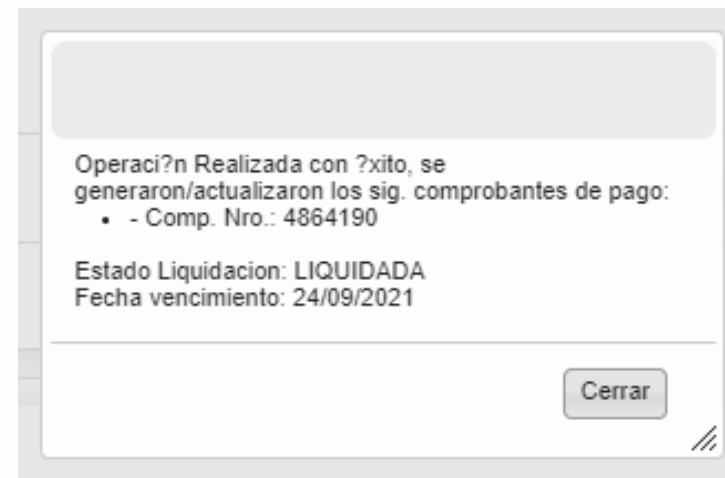 Operaci?n Realizada con ?xito, se
generaron/actualizaron los sig. comprobantes de pago:
• - Comp. Nro.: 4864190
Estado Liquidacion: LIQUIDADA
Fecha vencimiento: 24/09/2021
Cerrar